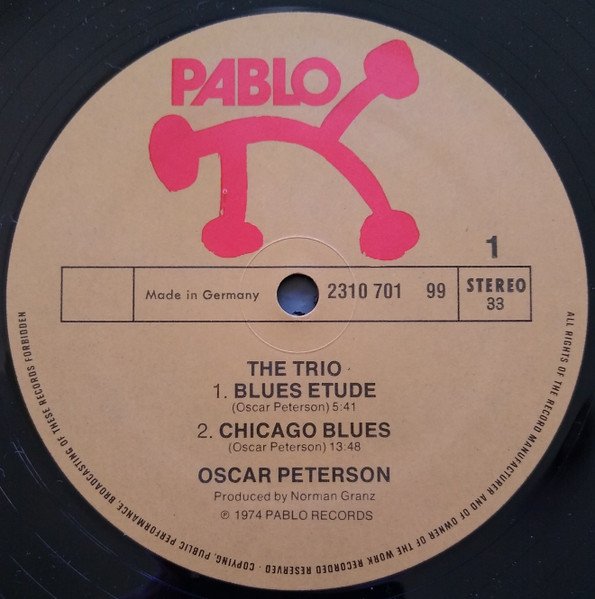 PABLO
1
Made in Germany
2310 701 99
STEREO
33
THE TRIO
1. BLUES ETUDE
(Oscar Peterson) 5:41
2. CHICAGO BLUES
(Oscar Peterson) 13:48
OSCAR PETERSON
Produced by Norman Granz
℗ 1974 PABLO RECORDS
ALL RIGHTS OF THE RECORD MANUFACTURER AND OF OWNER OF THE WORK RECORDED RESERVED · COPYING, PUBLIC PERFORMANCE, BROADCASTING OF THESE RECORDS FORBIDDEN